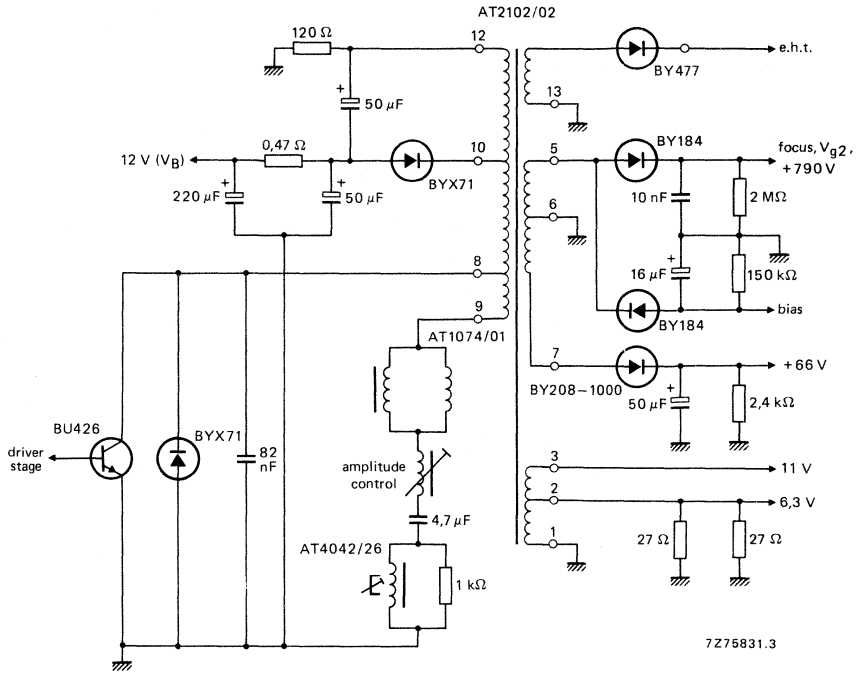 AT2102/02
120 Ω
12
BY477
e.h.t.
+
50 μF
13
12 V (VB)
0,47 Ω
10
BYX71
5
BY184
focus, Vg2,
+790 V
+
220 μF
+
50 μF
6
10 nF
2 MΩ
8
+
16 μF
150 kΩ
9
BY184
bias
AT1074/01
7
BY208-1000
+66 V
+
50 μF
2,4 kΩ
BU426
BYX71
driver
stage
82
nF
amplitude
control
3
11 V
2
6,3 V
4,7 μF
1
27 Ω
27 Ω
AT4042/26
1 kΩ
7Z75831.3